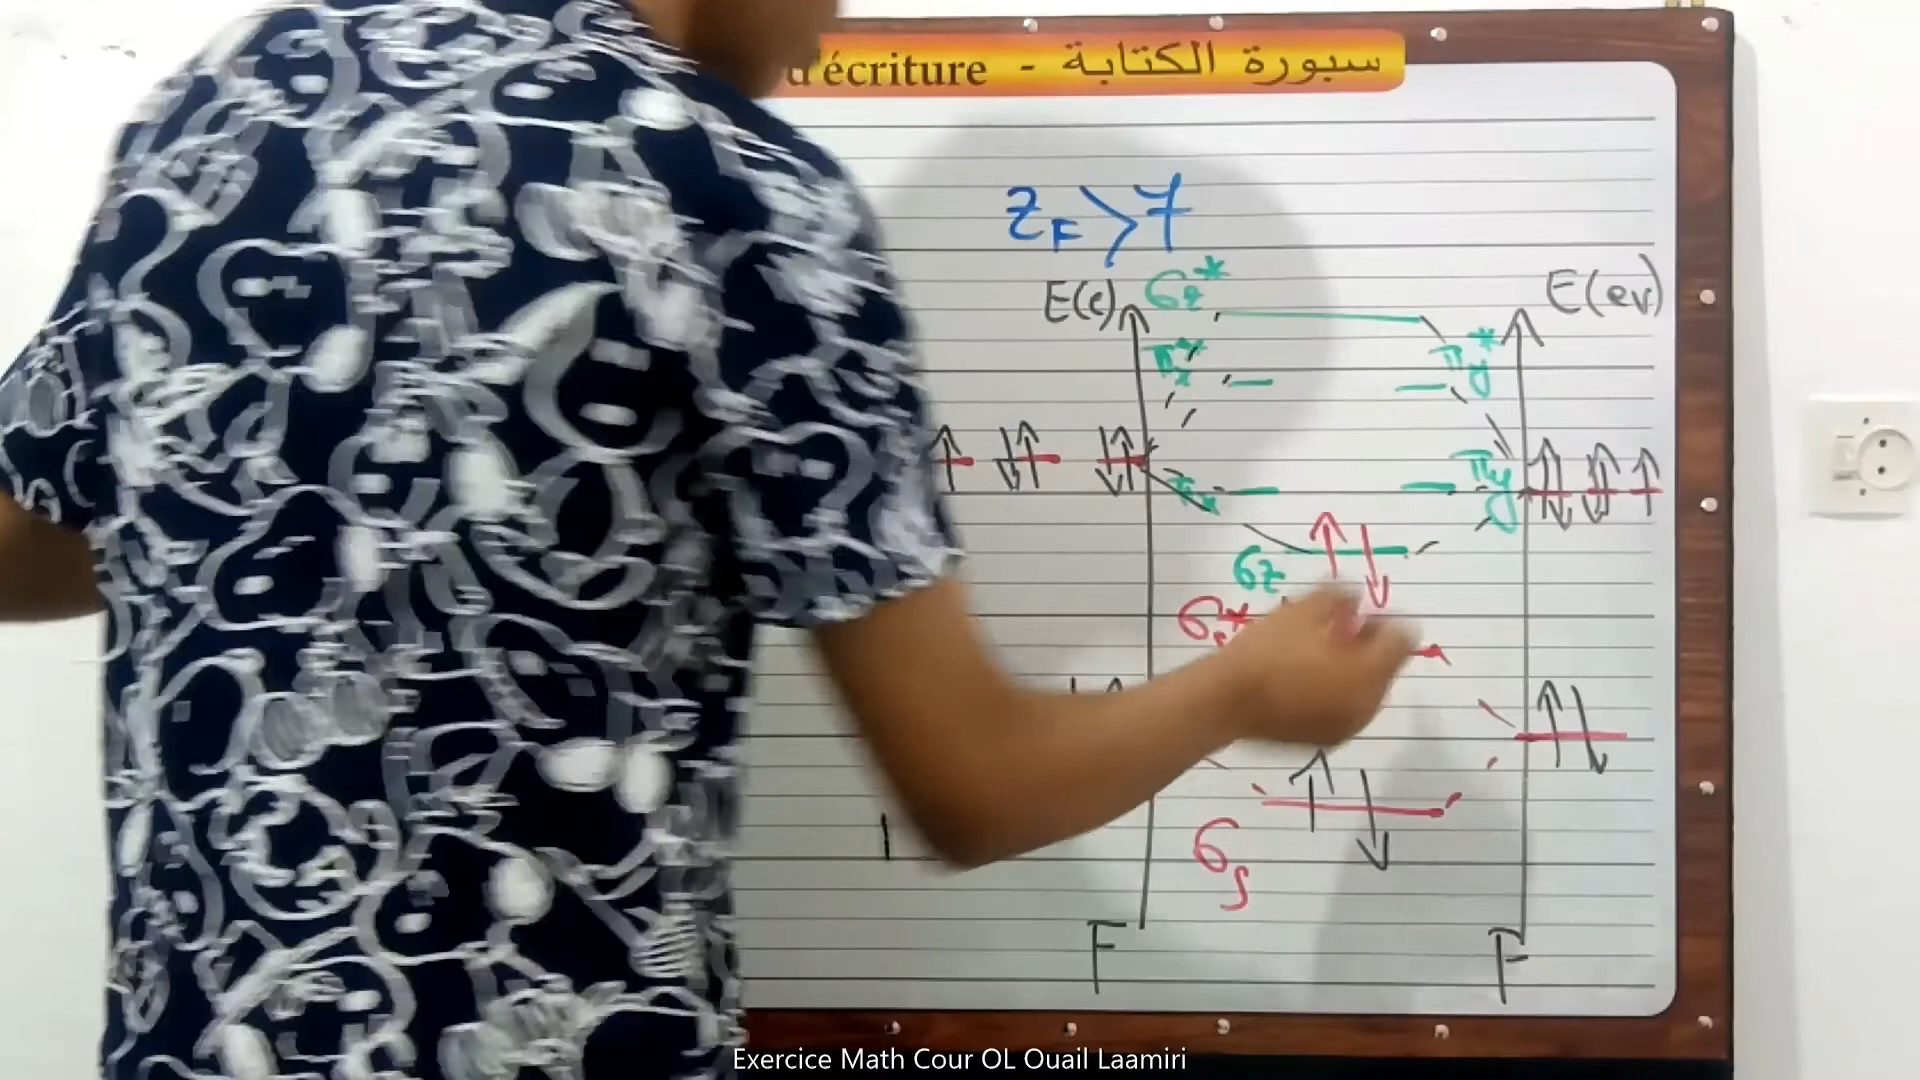 d'écriture - سبورة الكتابة
Z_F > 7
E(e)
σz*
E(ev)
πx*
πy*
πx
πy
σz
σs*
σs
F
F
Exercice Math Cour OL Ouail Laamiri